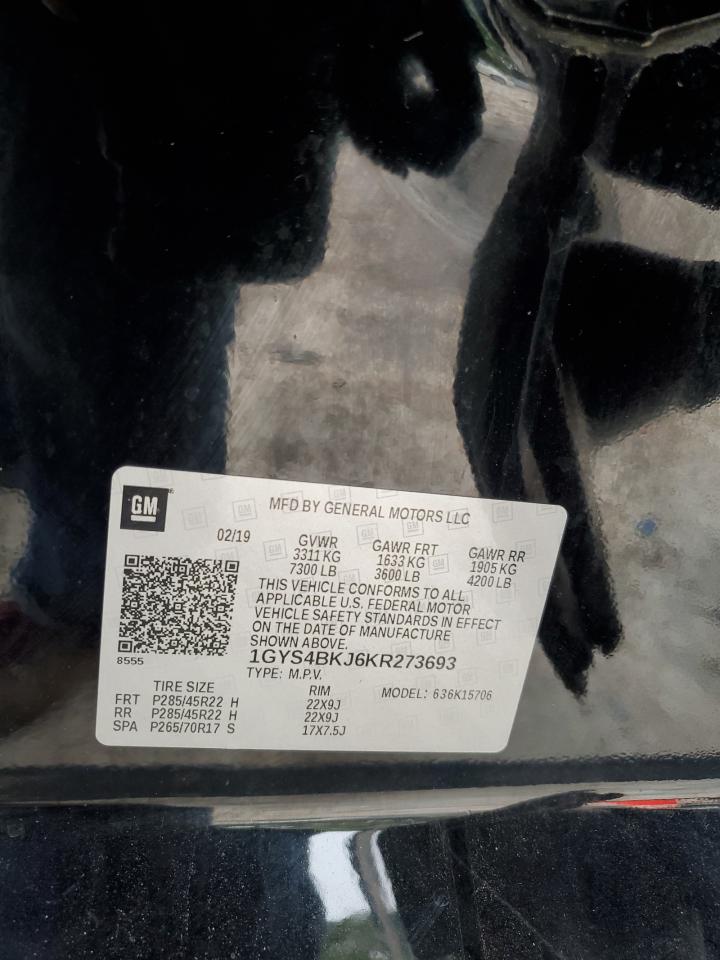 GM
MFD BY GENERAL MOTORS LLC
02/19 GVWR GAWR FRT GAWR RR
3311 KG 1633 KG 1905 KG
7300 LB 3600 LB 4200 LB
THIS VEHICLE CONFORMS TO ALL
APPLICABLE U.S. FEDERAL MOTOR
VEHICLE SAFETY STANDARDS IN EFFECT
ON THE DATE OF MANUFACTURE
SHOWN ABOVE.
8555
1GYS4BKJ6KR273693
TYPE: M.P.V.
TIRE SIZE RIM MODEL: 636K15706
FRT P285/45R22 H 22X9J
RR P285/45R22 H 22X9J
SPA P265/70R17 S 17X7.5J